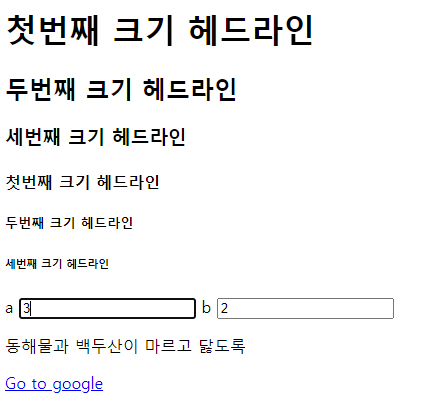 첫번째 크기 헤드라인
두번째 크기 헤드라인
세번째 크기 헤드라인
첫번째 크기 헤드라인
두번째 크기 헤드라인
세번째 크기 헤드라인
a 3 b 2
동해물과 백두산이 마르고 닳도록
Go to google